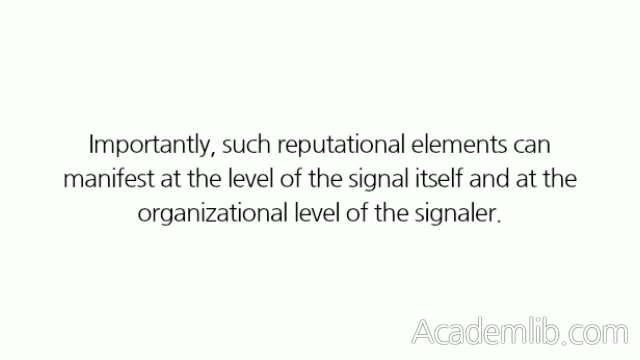 Importantly, such reputational elements can
manifest at the level of the signal itself and at the
organizational level of the signaler.
Academlib.com